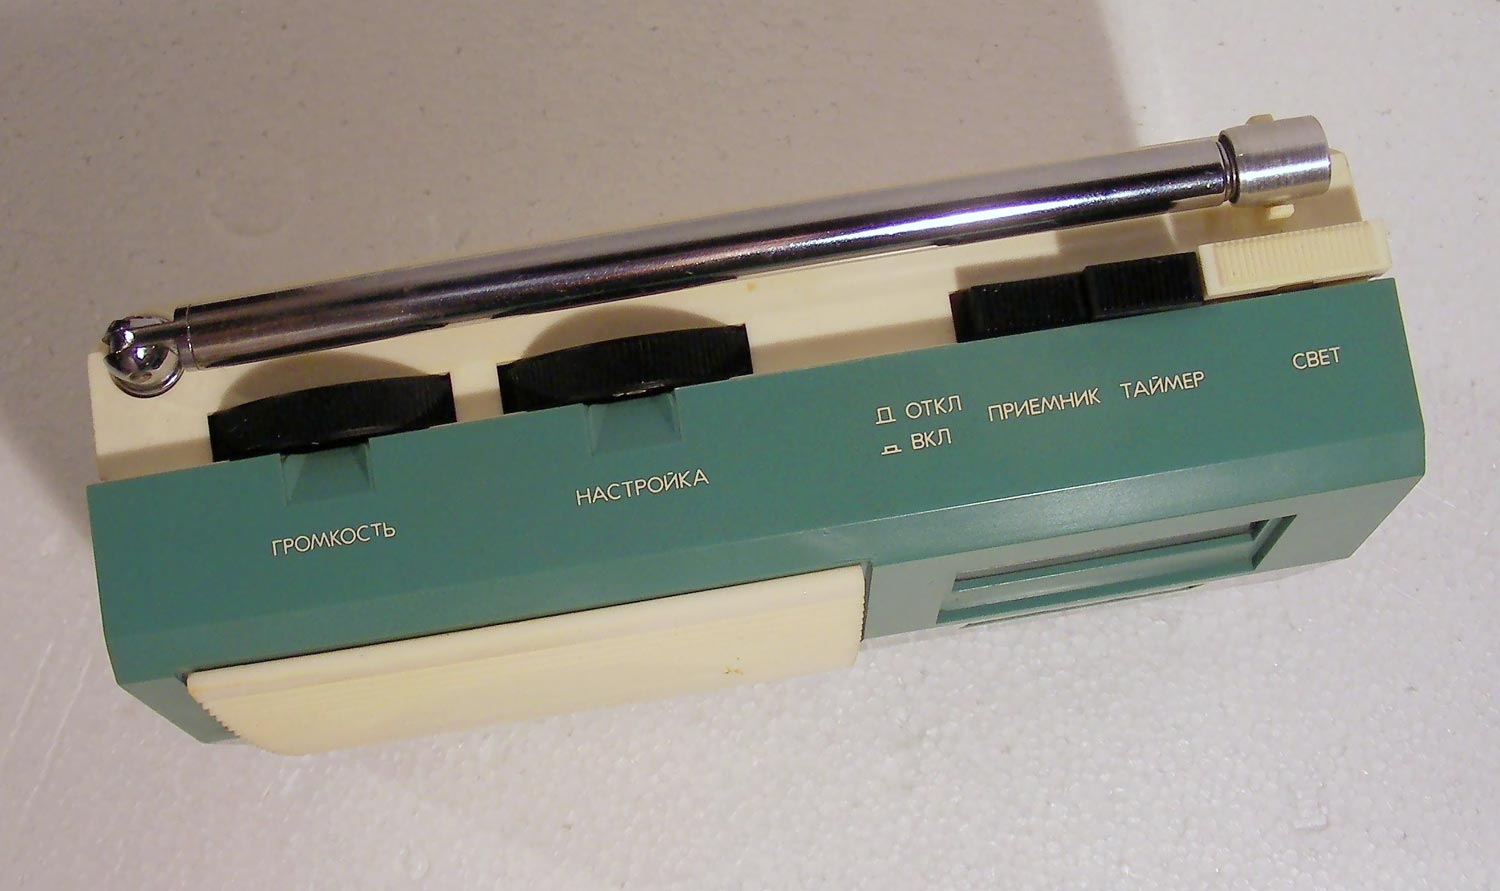 ГРОМКОСТЬ
НАСТРОЙКА
ОТКЛ
ВКЛ
ПРИЕМНИК
ТАЙМЕР
СВЕТ